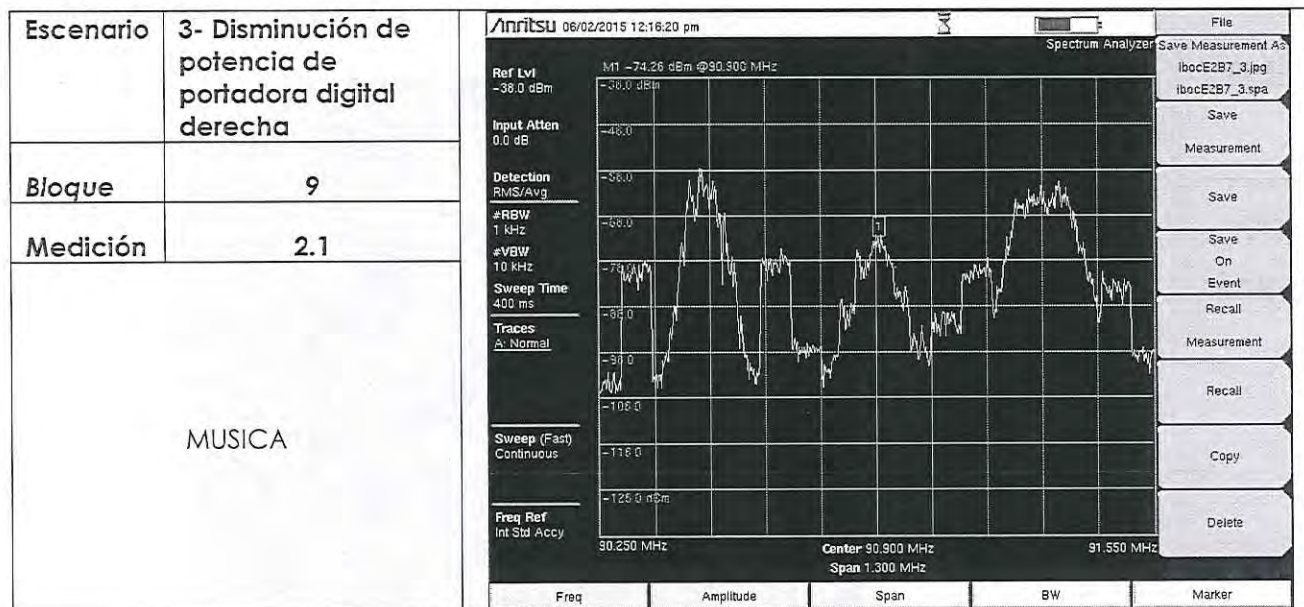 Escenario
3- Disminución de
potencia de
portadora digital
derecha
Bloque
9
Medición
2.1
MUSICA
Anritsu 06/02/2015 12:16:20 pm
Spectrum Analyzer
Ref Lvl
-38.0 dBm
Input Atten
0.0 dB
Detection
RMS/Avg
#RBW
1 kHz
#VBW
10 kHz
Sweep Time
400 ms
Traces
A: Normal
Sweep (Fast)
Continuous
Freq Ref
Int Std Accy
M1 -74.26 dBm @90.900 MHz
-38.0 dBm
-48.0
-58.0
-68.0
1
-98.0
-118.0
90.250 MHz
Center 90.900 MHz
91.550 MHz
Span 1.300 MHz
File
Save Measurement As
ibocE2B7_3.jpg
ibocE2B7_3.spa
Save
Measurement
Save
Save
On
Event
Recall
Measurement
Recall
Copy
Delete
Freq
Amplitude
Span
BW
Marker